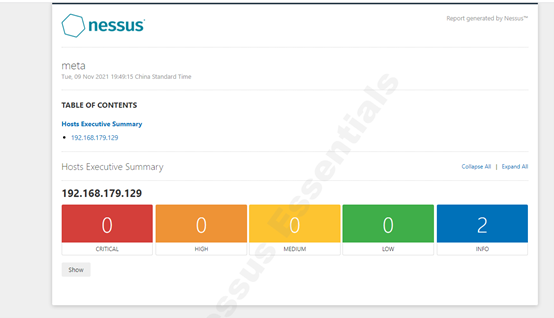 nessus
Report generated by Nessus™
meta
Tue, 09 Nov 2021 19:49:15 China Standard Time
TABLE OF CONTENTS
Hosts Executive Summary
• 192.168.179.129
Hosts Executive Summary
Collapse All | Expand All
192.168.179.129
0 0 0 0 2
CRITICAL HIGH MEDIUM LOW INFO
Show
essus Essentials